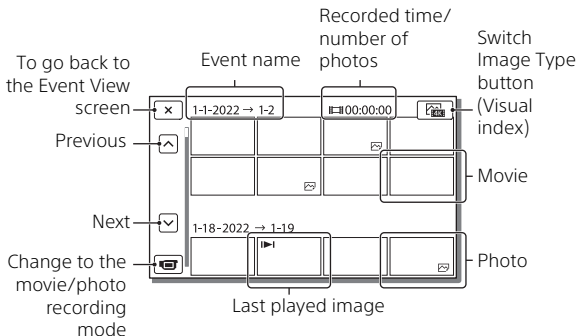 Recorded time/
number of
photos
Switch
Image Type
button
(Visual
index)
To go back to
the Event View
screen
Event name
1-1-2022 → 1-2
00:00:00
4K
Previous
Movie
Next
1-18-2022 → 1-19
Change to the
movie/photo
recording
mode
Photo
Last played image